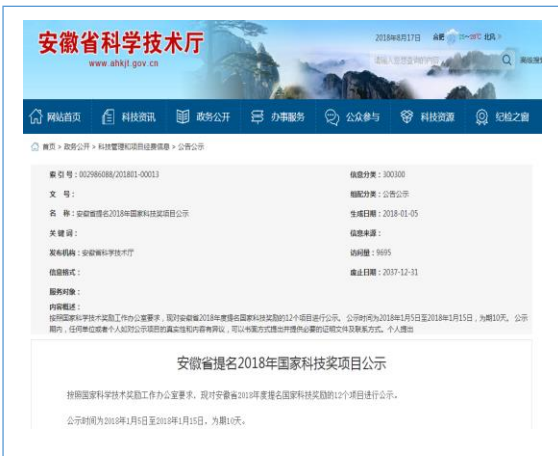 安徽省科学技术厅
www.ahkjt.gov.cn
2018年8月17日 合肥 北风 >
网站首页 科技资讯 政务公开 办事服务 公众参与 科技资源 纪检之窗
首页 > 政务公开 > 科技管理和项目经费信息 > 公告公示
索 引 号：002986088/201801-00013 信息分类：300300
文 号： 组配分类：公告公示
名 称：安徽省提名2018年国家科技奖项目公示 生成日期：2018-01-05
关 键 词： 信息来源：
发布机构：安徽省科学技术厅 访问量：9695
信息格式： 废止日期：2037-12-31
服务对象：
内容概述：
按照国家科学技术奖励工作办公室要求，现对安徽省2018年度提名国家科技奖励的12个项目进行公示。 公示时间为2018年1月5日至2018年1月15日，为期10天。 公示
期内，任何单位或者个人如对公示项目的真实性和内容有异议，可以书面方式提出并提供必要的证明文件及联系方式。个人提出
安徽省提名2018年国家科技奖项目公示
按照国家科学技术奖励工作办公室要求，现对安徽省2018年度提名国家科技奖励的12个项目进行公示。
公示时间为2018年1月5日至2018年1月15日，为期10天。